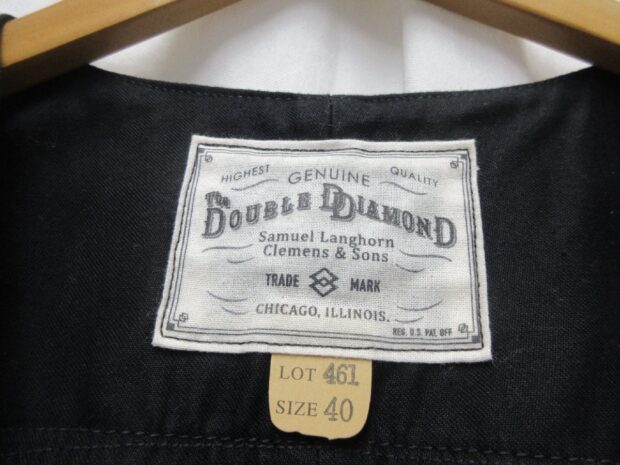 HIGHEST GENUINE QUALITY
The DOUBLE DDIAMOND
Samuel Langhorn
Clemens & Sons
TRADE MARK
CHICAGO, ILLINOIS.
REG. U.S. PAT. OFF
LOT 461
SIZE 40